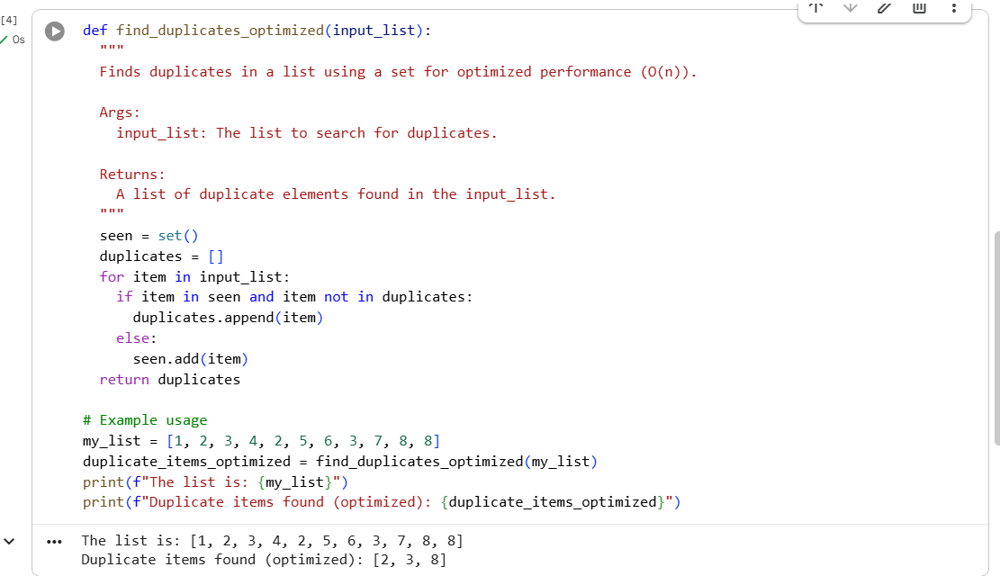 [4]
0s
def find_duplicates_optimized(input_list):
"""
Finds duplicates in a list using a set for optimized performance (O(n)).
Args:
input_list: The list to search for duplicates.
Returns:
A list of duplicate elements found in the input_list.
"""
seen = set()
duplicates = []
for item in input_list:
if item in seen and item not in duplicates:
duplicates.append(item)
else:
seen.add(item)
return duplicates
# Example usage
my_list = [1, 2, 3, 4, 2, 5, 6, 3, 7, 8, 8]
duplicate_items_optimized = find_duplicates_optimized(my_list)
print(f"The list is: {my_list}")
print(f"Duplicate items found (optimized): {duplicate_items_optimized}")
The list is: [1, 2, 3, 4, 2, 5, 6, 3, 7, 8, 8]
Duplicate items found (optimized): [2, 3, 8]